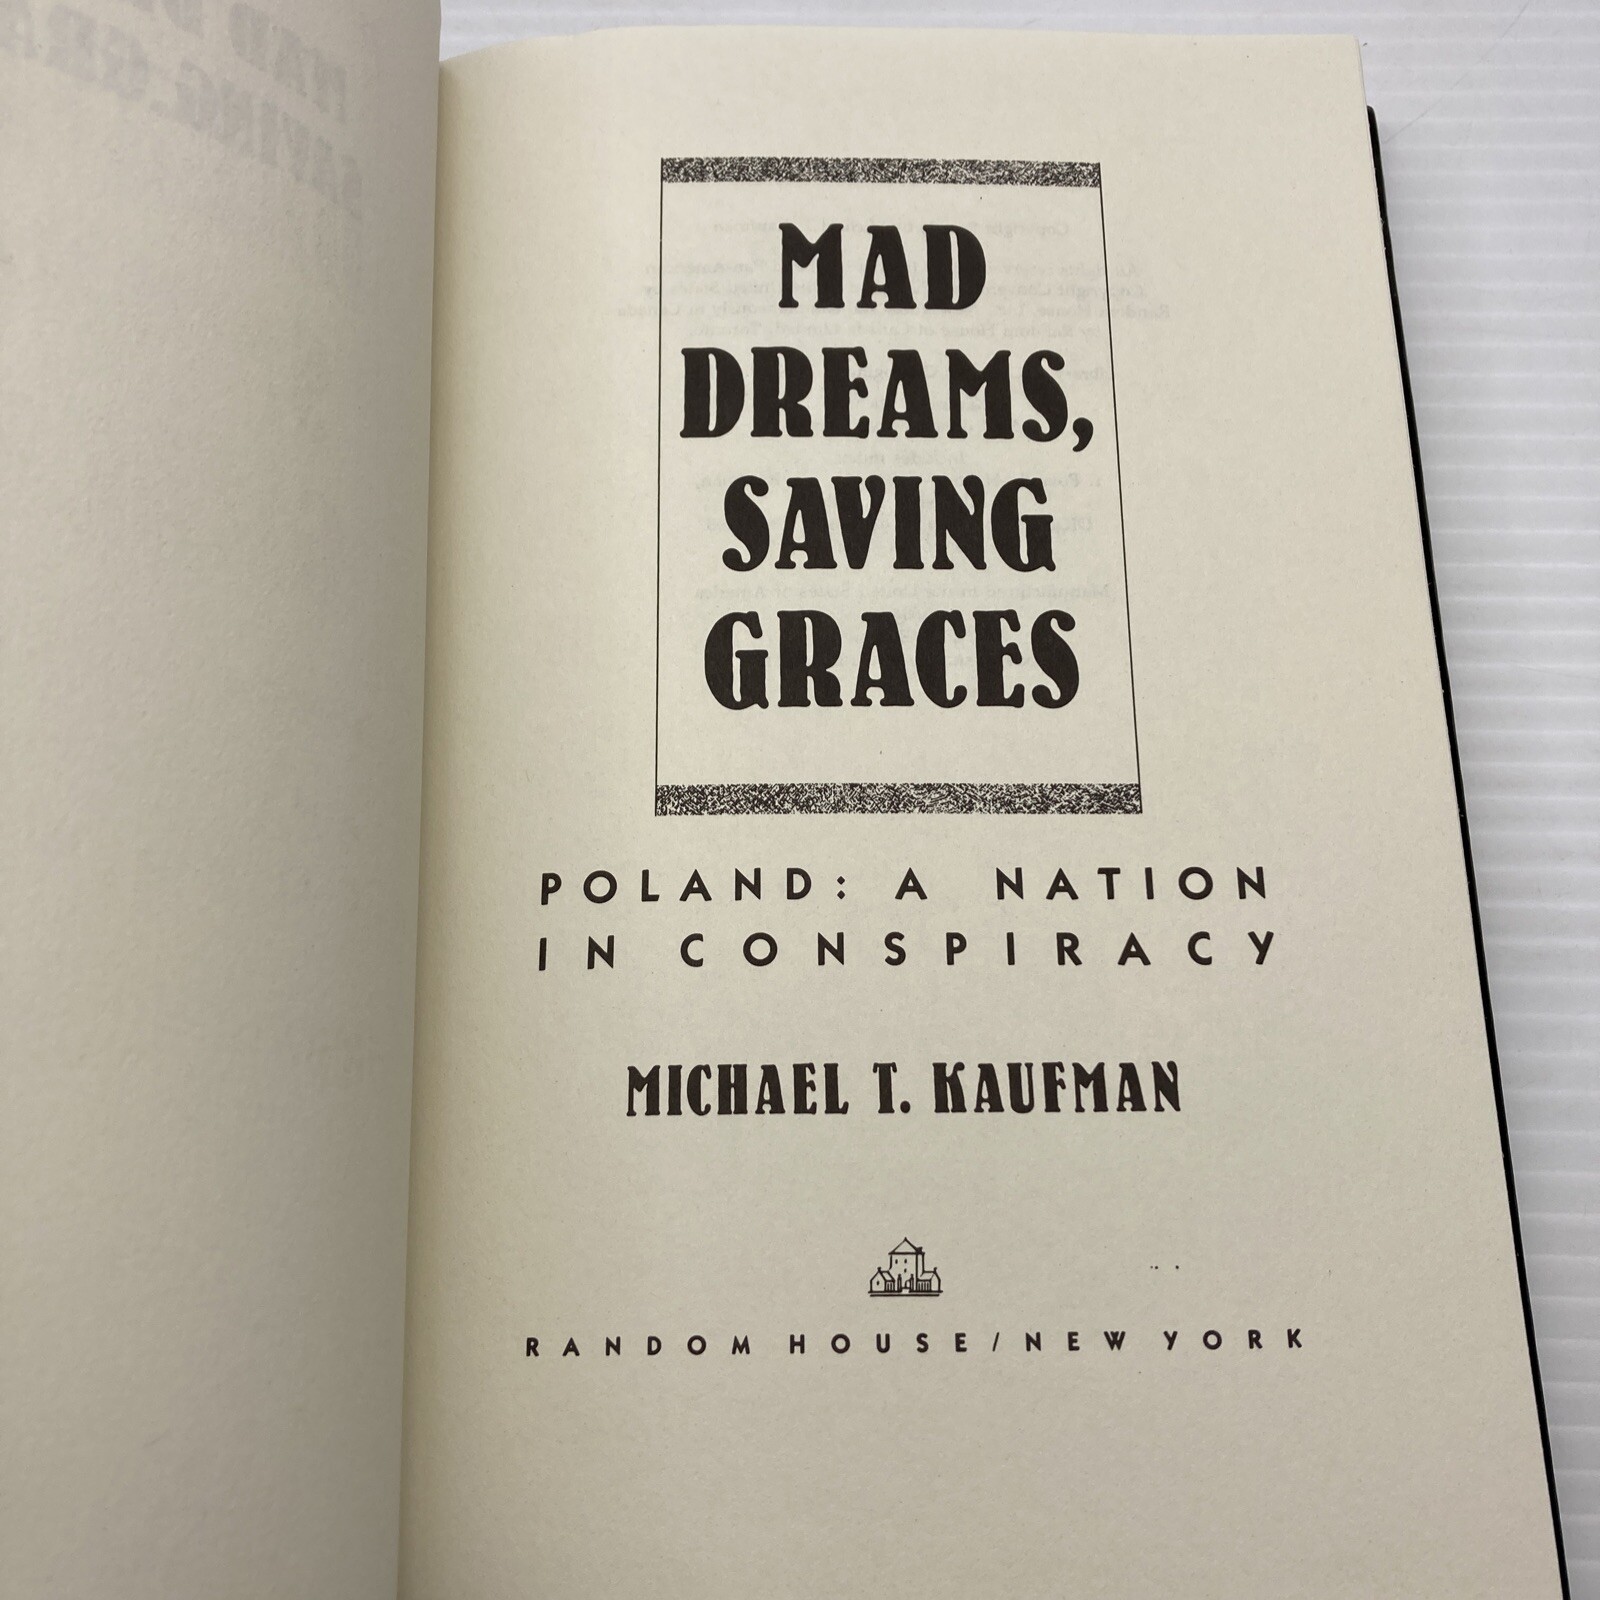 MAD
DREAMS,
SAVING
GRACES
POLAND: A NATION
IN CONSPIRACY
MICHAEL T. KAUFMAN
RANDOM HOUSE/NEW YORK